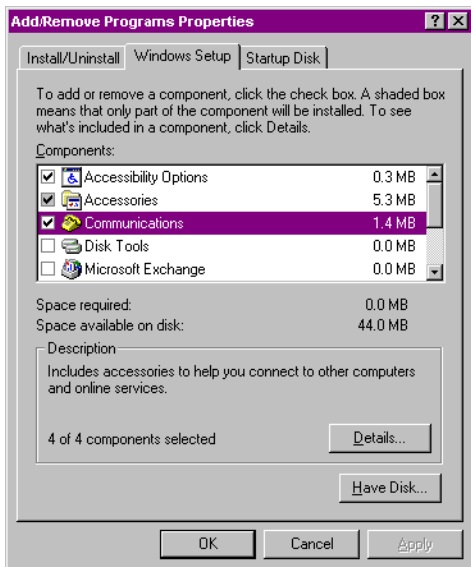 Add/Remove Programs Properties
Install/Uninstall Windows Setup Startup Disk
To add or remove a component, click the check box. A shaded box
means that only part of the component will be installed. To see
what's included in a component, click Details.
Components:
Accessibility Options 0.3 MB
Accessories 5.3 MB
Communications 1.4 MB
Disk Tools 0.0 MB
Microsoft Exchange 0.0 MB
Space required: 0.0 MB
Space available on disk: 44.0 MB
Description
Includes accessories to help you connect to other computers
and online services.
4 of 4 components selected Details...
Have Disk...
OK Cancel Apply